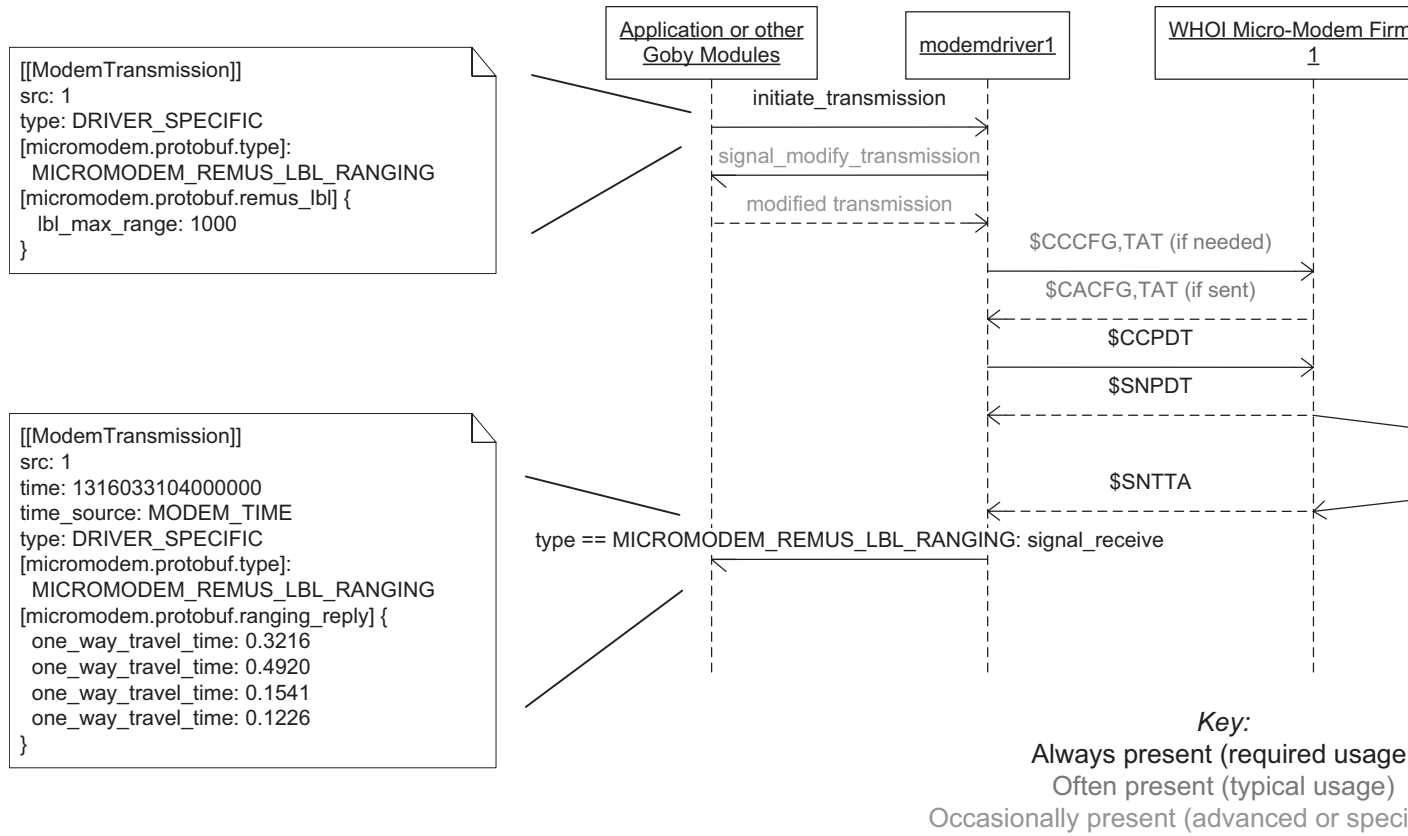 Application or other
Goby Modules
modemdriver1
WHOI Micro-Modem Firm
1
[[ModemTransmission]]
src: 1
type: DRIVER_SPECIFIC
[micromodem.protobuf.type]:
MICROMODEM_REMUS_LBL_RANGING
[micromodem.protobuf.remus_lbl] {
lbl_max_range: 1000
}
initiate_transmission
signal_modify_transmission
modified transmission
$CCCFG,TAT (if needed)
$CACFG,TAT (if sent)
$CCPDT
$SNPDT
$SNTTA
type == MICROMODEM_REMUS_LBL_RANGING: signal_receive
[[ModemTransmission]]
src: 1
time: 1316033104000000
time_source: MODEM_TIME
type: DRIVER_SPECIFIC
[micromodem.protobuf.type]:
MICROMODEM_REMUS_LBL_RANGING
[micromodem.protobuf.ranging_reply] {
one_way_travel_time: 0.3216
one_way_travel_time: 0.4920
one_way_travel_time: 0.1541
one_way_travel_time: 0.1226
}
Key:
Always present (required usage
Often present (typical usage)
Occasionally present (advanced or speci